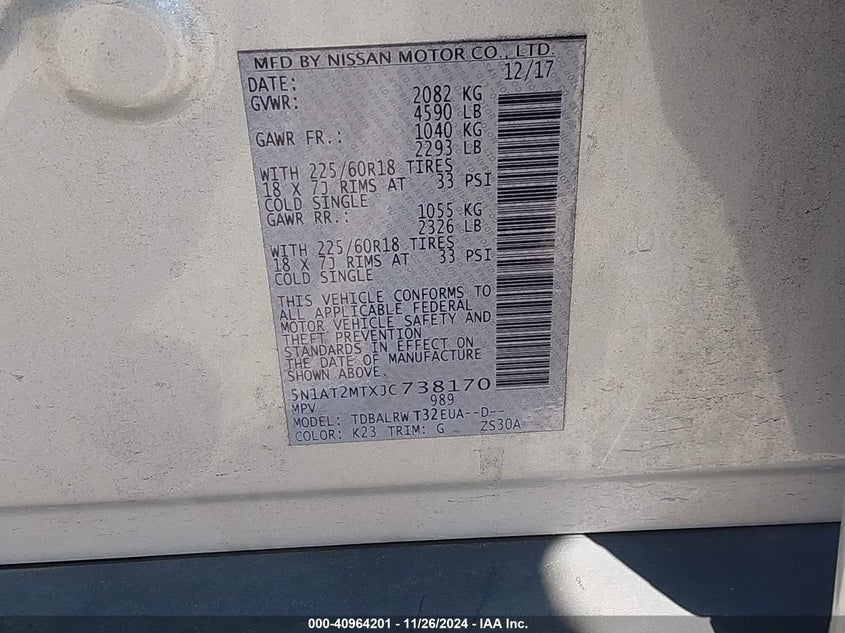 MFD BY NISSAN MOTOR CO., LTD.
DATE: 12/17
GVWR: 2082 KG
4590 LB
GAWR FR.: 1040 KG
2293 LB
WITH 225/60R18 TIRES
18 X 7J RIMS AT 33 PSI
COLD SINGLE
GAWR RR.: 1055 KG
2326 LB
WITH 225/60R18 TIRES
18 X 7J RIMS AT 33 PSI
COLD SINGLE
THIS VEHICLE CONFORMS TO
ALL APPLICABLE FEDERAL
MOTOR VEHICLE SAFETY AND
THEFT PREVENTION
STANDARDS IN EFFECT ON
THE DATE OF MANUFACTURE
SHOWN ABOVE.
5N1AT2MTXJC738170
MPV 989
MODEL: TDBALRW T32EUA--D--
COLOR: K23 TRIM: G ZS30A
000-40964201 - 11/26/2024 - IAA Inc.